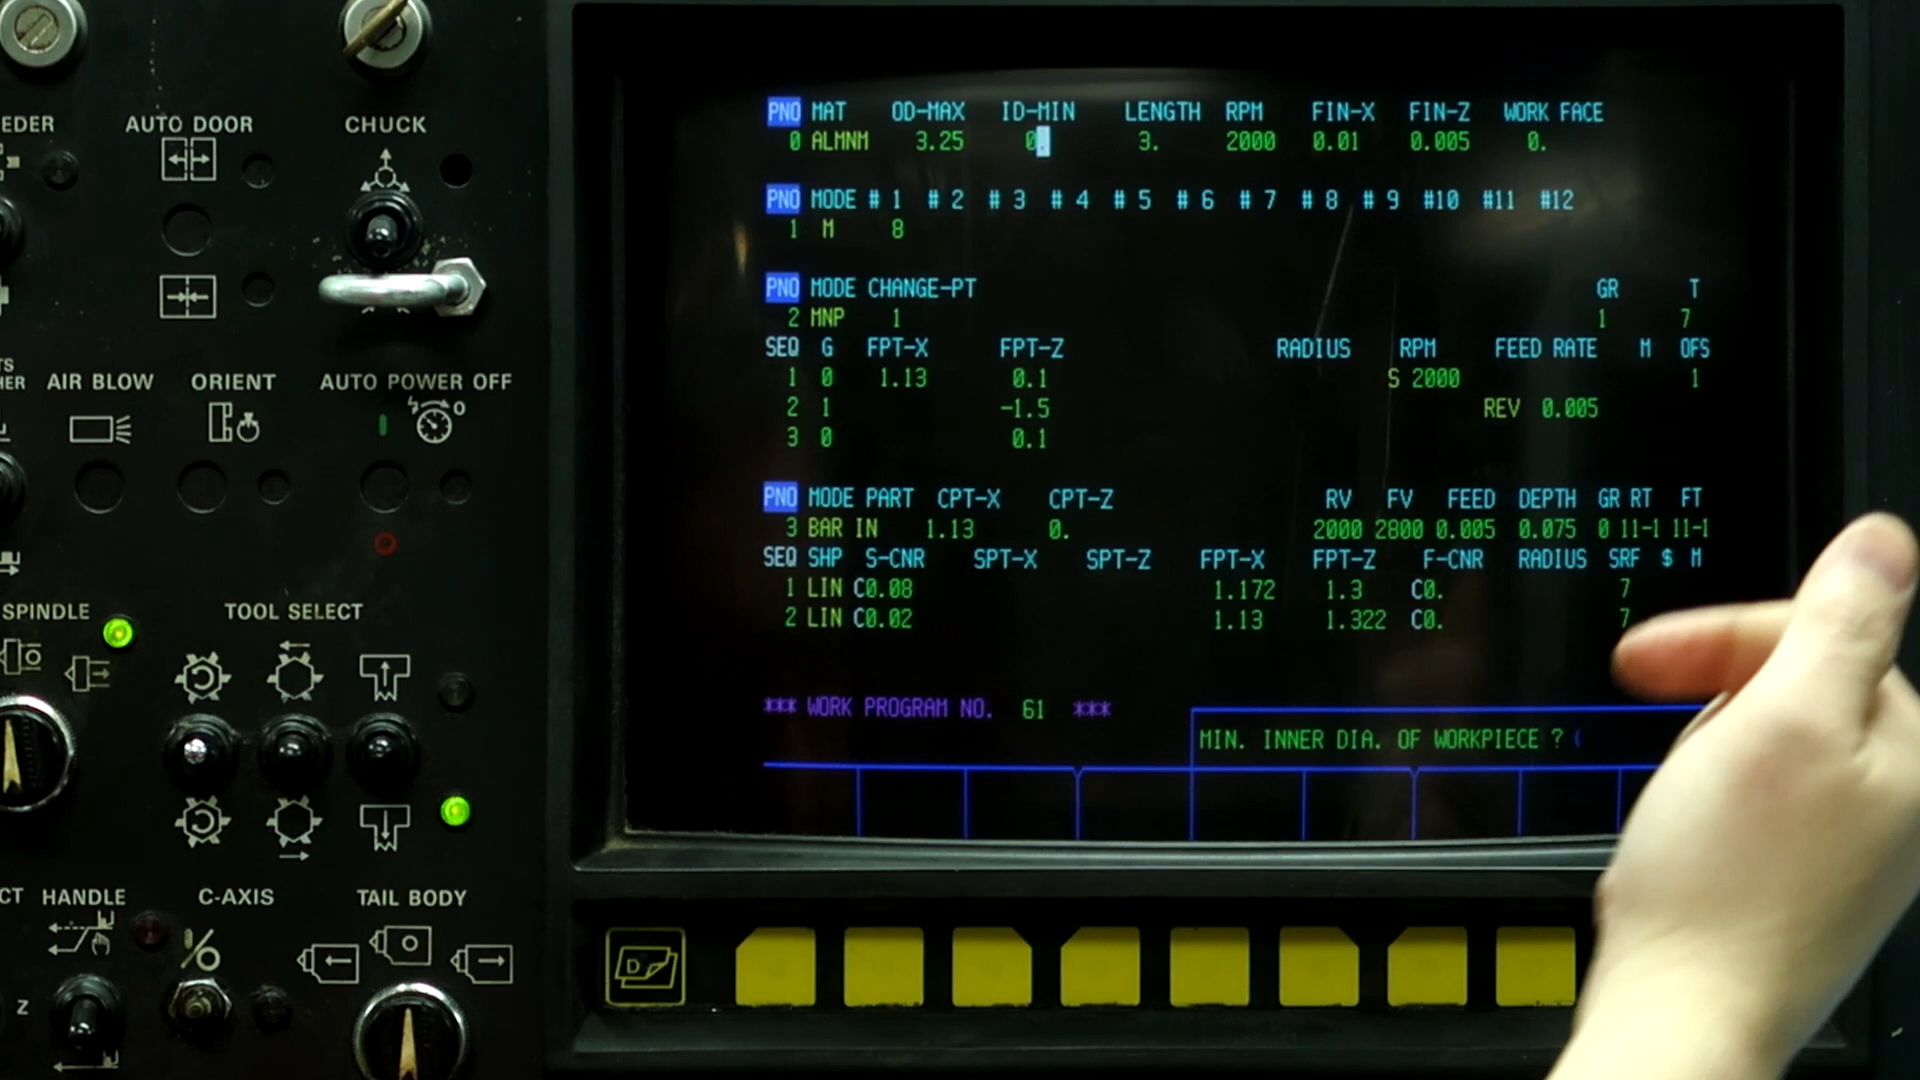 EDER AUTO DOOR CHUCK
TS
HER AIR BLOW ORIENT AUTO POWER OFF
O
SPINDLE TOOL SELECT
CT HANDLE C-AXIS TAIL BODY
Z
PNO MAT OD-MAX ID-MIN LENGTH RPM FIN-X FIN-Z WORK FACE
0 ALMNM 3.25 0. 3. 2000 0.01 0.005 0.
PNO MODE # 1 # 2 # 3 # 4 # 5 # 6 # 7 # 8 # 9 #10 #11 #12
1 M 8
PNO MODE CHANGE-PT GR T
2 MNP 1 1 7
SEQ G FPT-X FPT-Z RADIUS RPM FEED RATE M OFS
1 0 1.13 0.1 S 2000 1
2 1 -1.5 REV 0.005
3 0 0.1
PNO MODE PART CPT-X CPT-Z RV FV FEED DEPTH GR RT FT
3 BAR IN 1.13 0. 2000 2800 0.005 0.075 0 11-1 11-1
SEQ SHP S-CNR SPT-X SPT-Z FPT-X FPT-Z F-CNR RADIUS SRF $ M
1 LIN C0.08 1.172 1.3 C0. 7
2 LIN C0.02 1.13 1.322 C0. 7
*** WORK PROGRAM NO. 61 ***
MIN. INNER DIA. OF WORKPIECE ? (
D